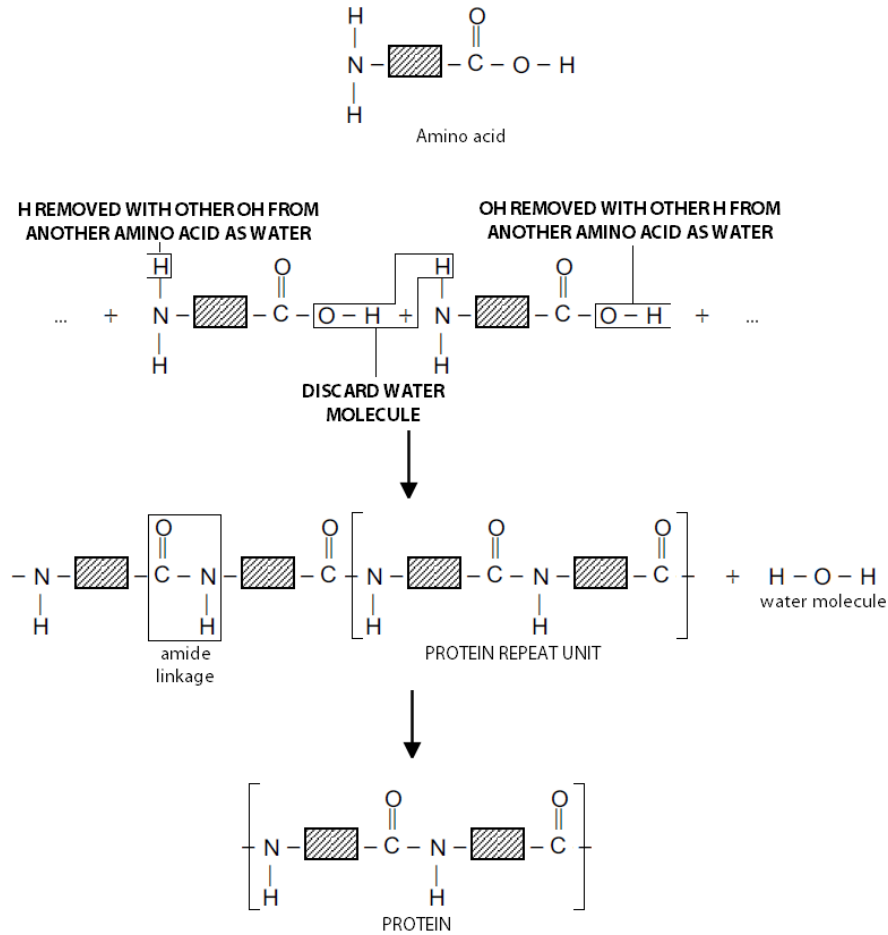 H O
N – – C – O – H
H
Amino acid
H REMOVED WITH OTHER OH FROM
ANOTHER AMINO ACID AS WATER
OH REMOVED WITH OTHER H FROM
ANOTHER AMINO ACID AS WATER
H O H O
... + N – – C – O – H + N – – C – O – H + ...
H H
DISCARD WATER
MOLECULE
O O O O
– N – – C – N – – C – N – – C – N – – C – + H – O – H
water molecule
H H H H
amide
linkage
PROTEIN REPEAT UNIT
O O
– N – – C – N – – C –
H H
PROTEIN